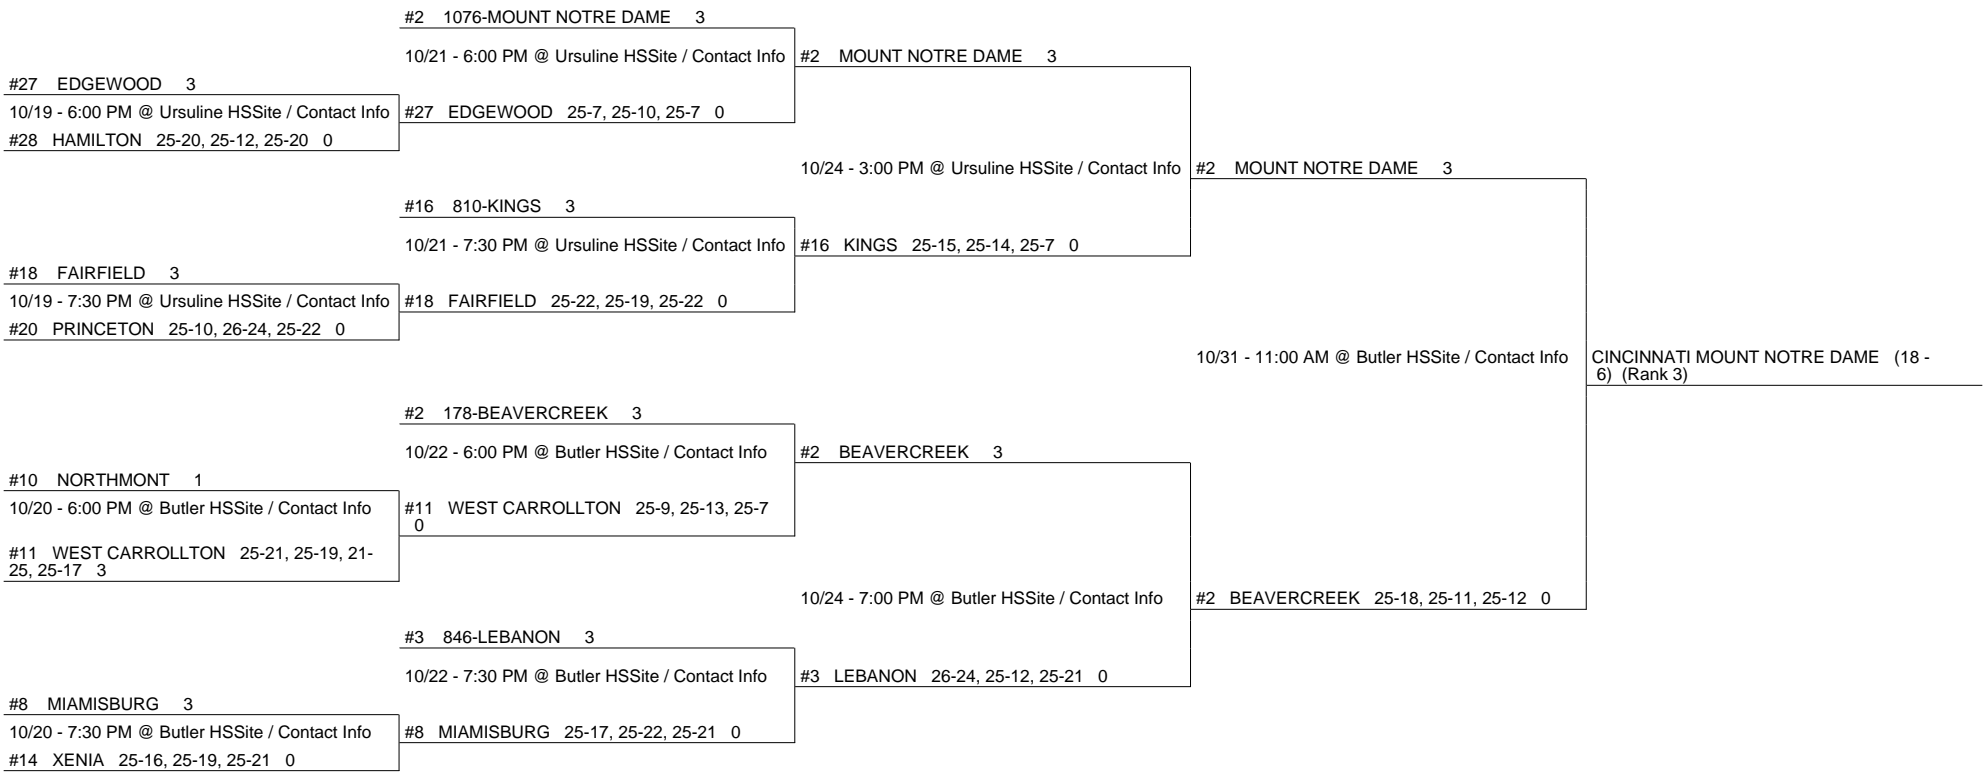 #2 1076-MOUNT NOTRE DAME 3
10/21 - 6:00 PM @ Ursuline HSSite / Contact Info
#27 EDGEWOOD 3
10/19 - 6:00 PM @ Ursuline HSSite / Contact Info
#28 HAMILTON 25-20, 25-12, 25-20 0
#27 EDGEWOOD 25-7, 25-10, 25-7 0
#2 MOUNT NOTRE DAME 3
10/24 - 3:00 PM @ Ursuline HSSite / Contact Info
#16 810-KINGS 3
10/21 - 7:30 PM @ Ursuline HSSite / Contact Info
#18 FAIRFIELD 3
10/19 - 7:30 PM @ Ursuline HSSite / Contact Info
#20 PRINCETON 25-10, 26-24, 25-22 0
#18 FAIRFIELD 25-22, 25-19, 25-22 0
#16 KINGS 25-15, 25-14, 25-7 0
#2 MOUNT NOTRE DAME 3
10/31 - 11:00 AM @ Butler HSSite / Contact Info
CINCINNATI MOUNT NOTRE DAME (18 -
6) (Rank 3)
#2 178-BEAVERCREEK 3
10/22 - 6:00 PM @ Butler HSSite / Contact Info
#10 NORTHMONT 1
10/20 - 6:00 PM @ Butler HSSite / Contact Info
#11 WEST CARROLLTON 25-21, 25-19, 21-
25, 25-17 3
#11 WEST CARROLLTON 25-9, 25-13, 25-7
0
#2 BEAVERCREEK 3
10/24 - 7:00 PM @ Butler HSSite / Contact Info
#2 BEAVERCREEK 25-18, 25-11, 25-12 0
#3 846-LEBANON 3
10/22 - 7:30 PM @ Butler HSSite / Contact Info
#3 LEBANON 26-24, 25-12, 25-21 0
#8 MIAMISBURG 3
10/20 - 7:30 PM @ Butler HSSite / Contact Info
#14 XENIA 25-16, 25-19, 25-21 0
#8 MIAMISBURG 25-17, 25-22, 25-21 0